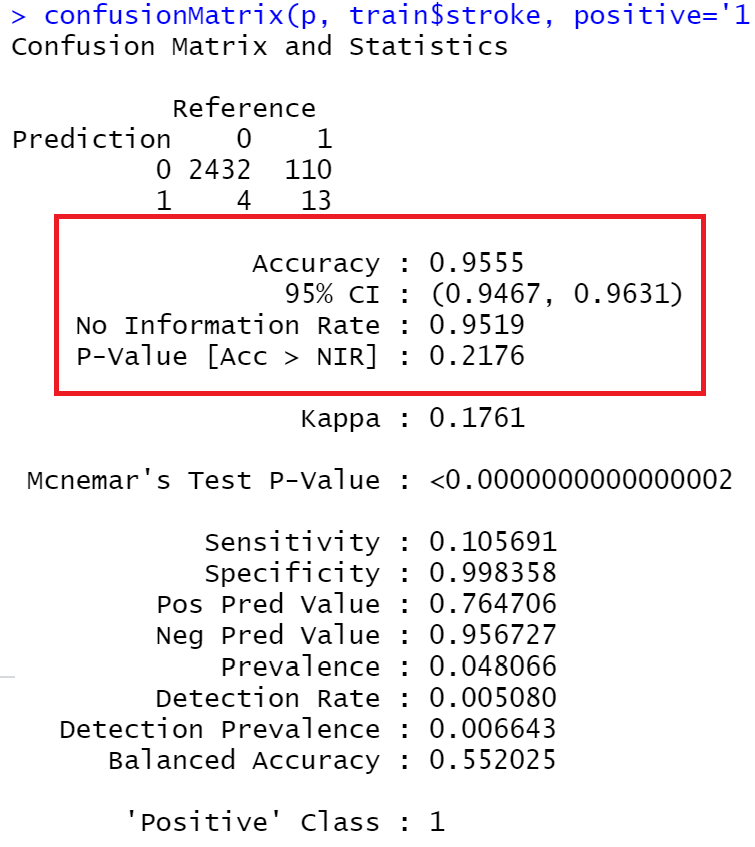 > confusionMatrix(p, train$stroke, positive='1
Confusion Matrix and Statistics
Reference
Prediction 0 1
0 2432 110
1 4 13
Accuracy : 0.9555
95% CI : (0.9467, 0.9631)
No Information Rate : 0.9519
P-Value [Acc > NIR] : 0.2176
Kappa : 0.1761
Mcnemar's Test P-Value : <0.0000000000000002
Sensitivity : 0.105691
Specificity : 0.998358
Pos Pred Value : 0.764706
Neg Pred Value : 0.956727
Prevalence : 0.048066
Detection Rate : 0.005080
Detection Prevalence : 0.006643
Balanced Accuracy : 0.552025
'Positive' Class : 1